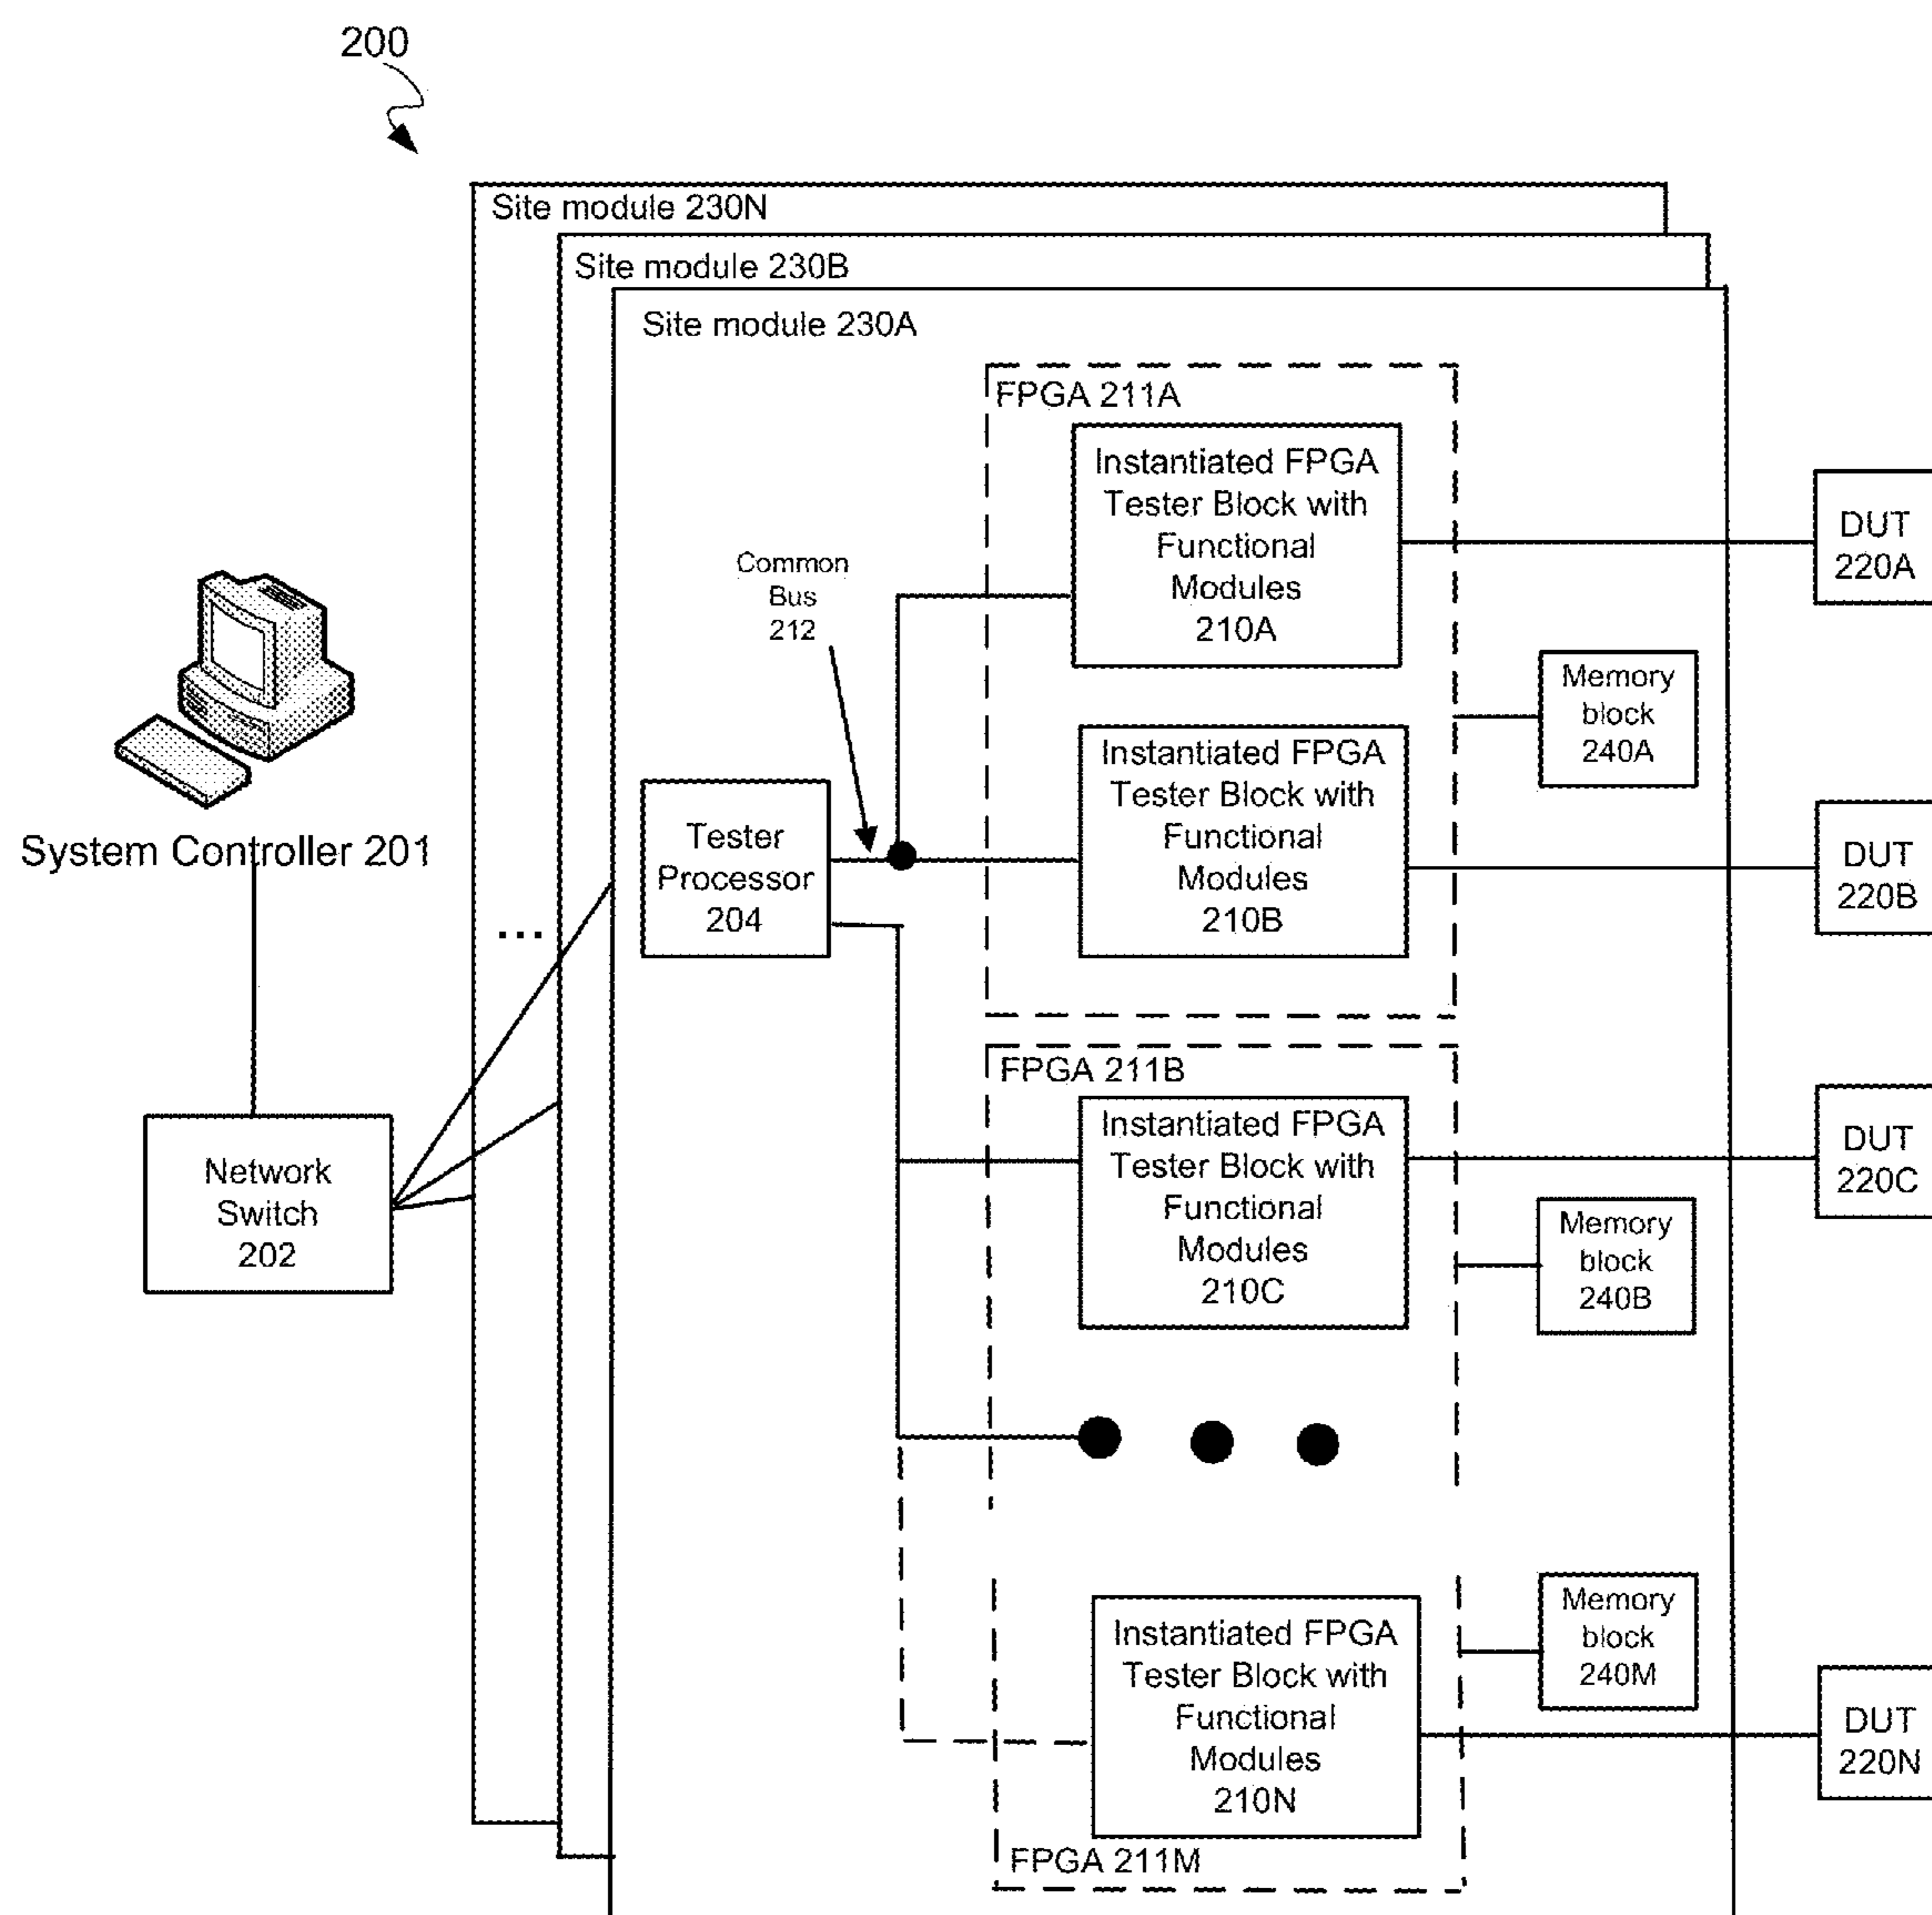 200
Site module 230N
Site module 230B
Site module 230A
FPGA 211A
Instantiated FPGA
Tester Block with
Functional
Modules
210A
DUT
220A
Common
Bus
212
Memory
block
240A
Instantiated FPGA
Tester Block with
Functional
Modules
210B
DUT
220B
Tester
Processor
204
System Controller 201
...
FPGA 211B
Instantiated FPGA
Tester Block with
Functional
Modules
210C
DUT
220C
Network
Switch
202
Memory
block
240B
Memory
block
240M
Instantiated FPGA
Tester Block with
Functional
Modules
210N
DUT
220N
FPGA 211M